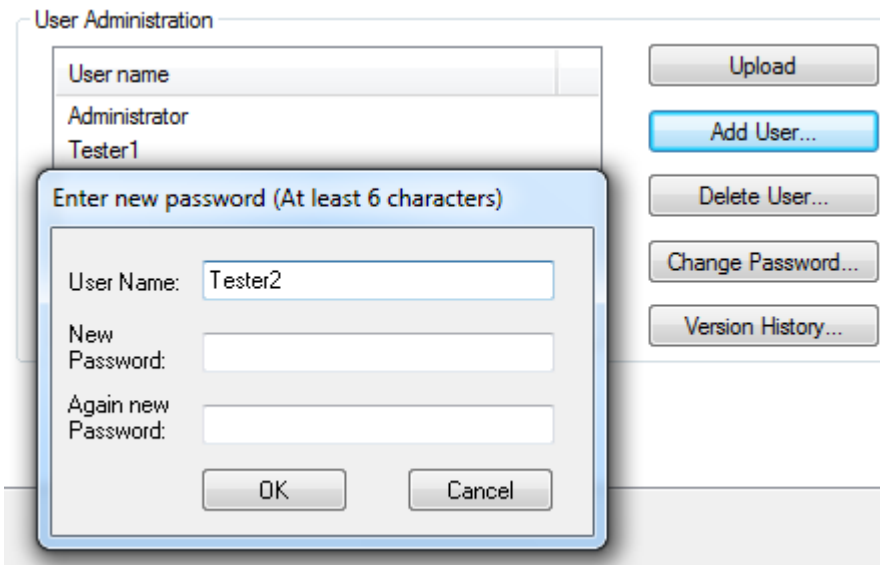 User Administration
User name
Administrator
Tester1
Upload
Add User...
Delete User...
Change Password...
Version History...
Enter new password (At least 6 characters)
User Name:
Tester2
New
Password:
Again new
Password:
OK
Cancel